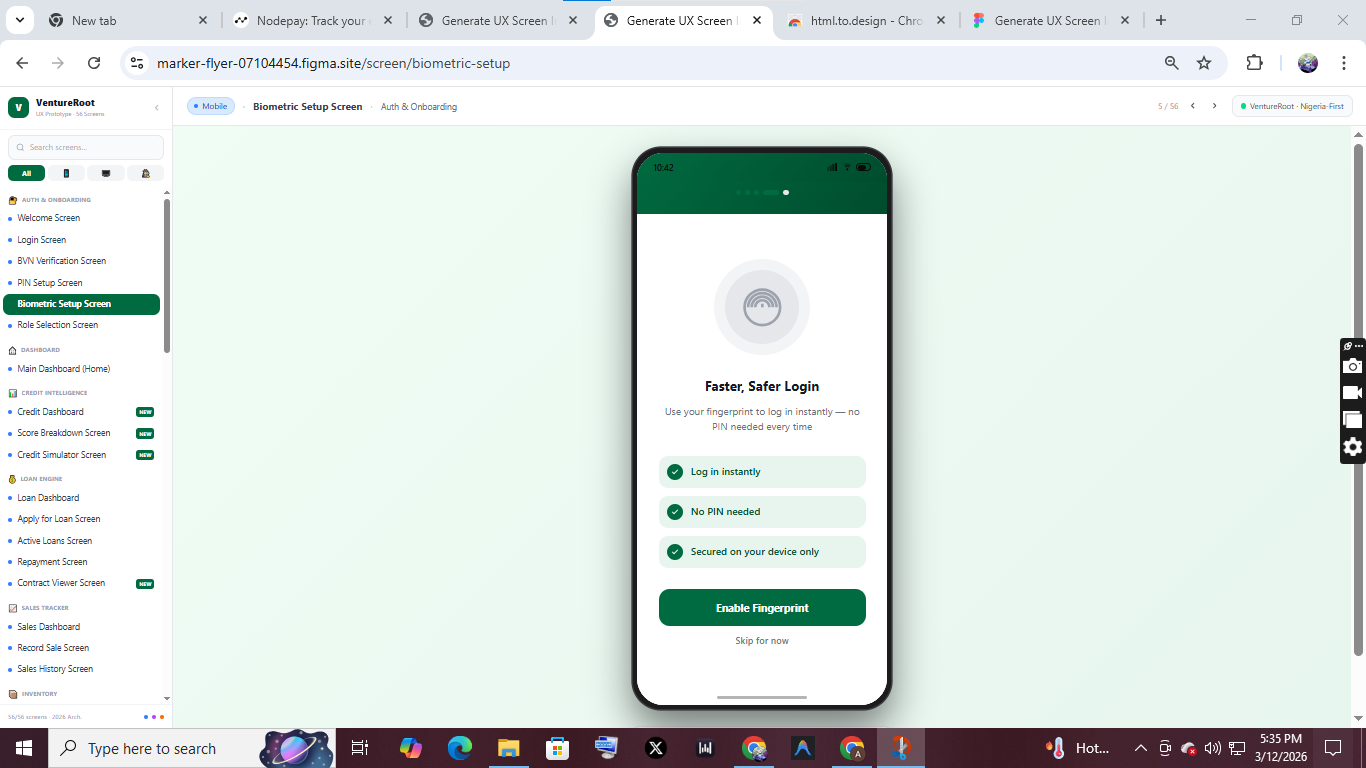 New tab
Nodepay: Track your
Generate UX Screen
Generate UX Screen
html.to.design - Chro
Generate UX Screen
marker-flyer-07104454.figma.site/screen/biometric-setup
V
VentureRoot
UX Prototype · 56 Screens
Mobile · Biometric Setup Screen · Auth & Onboarding
5 / 56
VentureRoot · Nigeria-First
Search screens...
All
AUTH & ONBOARDING
Welcome Screen
Login Screen
BVN Verification Screen
PIN Setup Screen
Biometric Setup Screen
Role Selection Screen
DASHBOARD
Main Dashboard (Home)
CREDIT INTELLIGENCE
Credit Dashboard NEW
Score Breakdown Screen NEW
Credit Simulator Screen NEW
LOAN ENGINE
Loan Dashboard
Apply for Loan Screen
Active Loans Screen
Repayment Screen
Contract Viewer Screen NEW
SALES TRACKER
Sales Dashboard
Record Sale Screen
Sales History Screen
INVENTORY
56/56 screens · 2026 Arch.
10:42
Faster, Safer Login
Use your fingerprint to log in instantly — no
PIN needed every time
Log in instantly
No PIN needed
Secured on your device only
Enable Fingerprint
Skip for now
Type here to search
Hot...
5:35 PM
3/12/2026